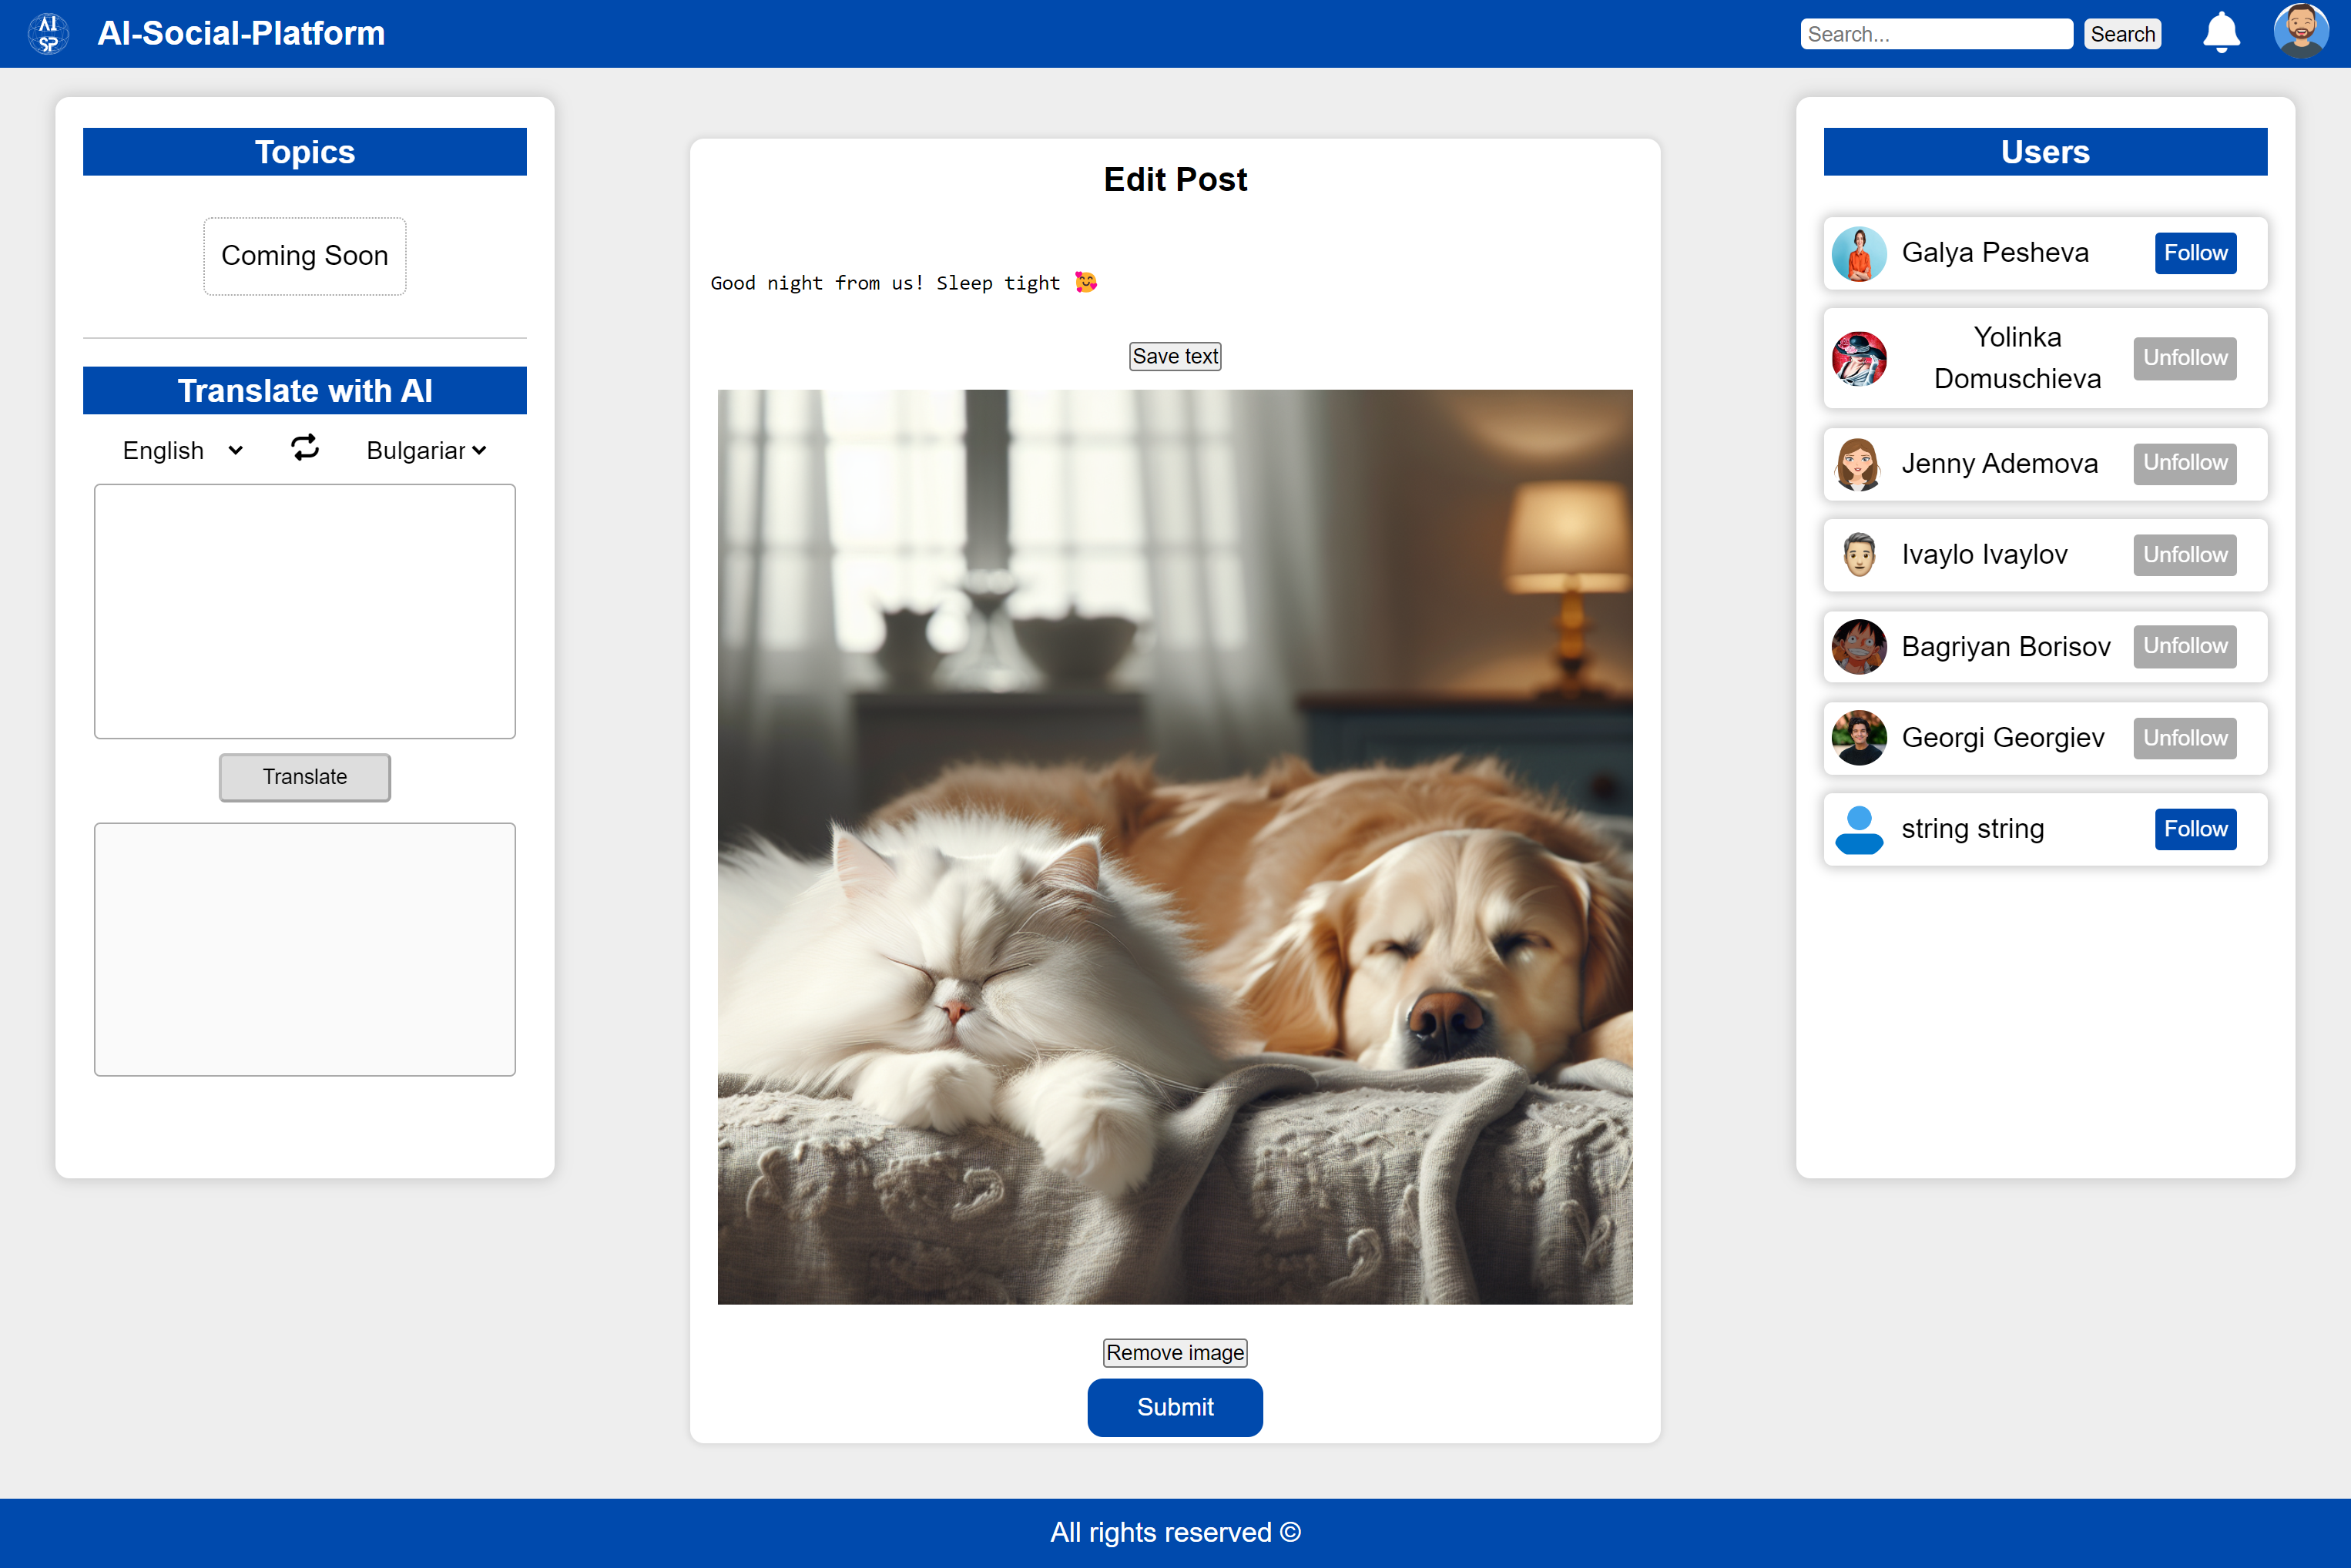 AI
SP
AI-Social-Platform
Search...
Search
Topics
Coming Soon
Translate with AI
English
Bulgarian
Translate
Edit Post
Good night from us! Sleep tight 🥰
Save text
Remove image
Submit
Users
Galya Pesheva
Follow
Yolinka
Domuschieva
Unfollow
Jenny Ademova
Unfollow
Ivaylo Ivaylov
Unfollow
Bagriyan Borisov
Unfollow
Georgi Georgiev
Unfollow
string string
Follow
All rights reserved ©